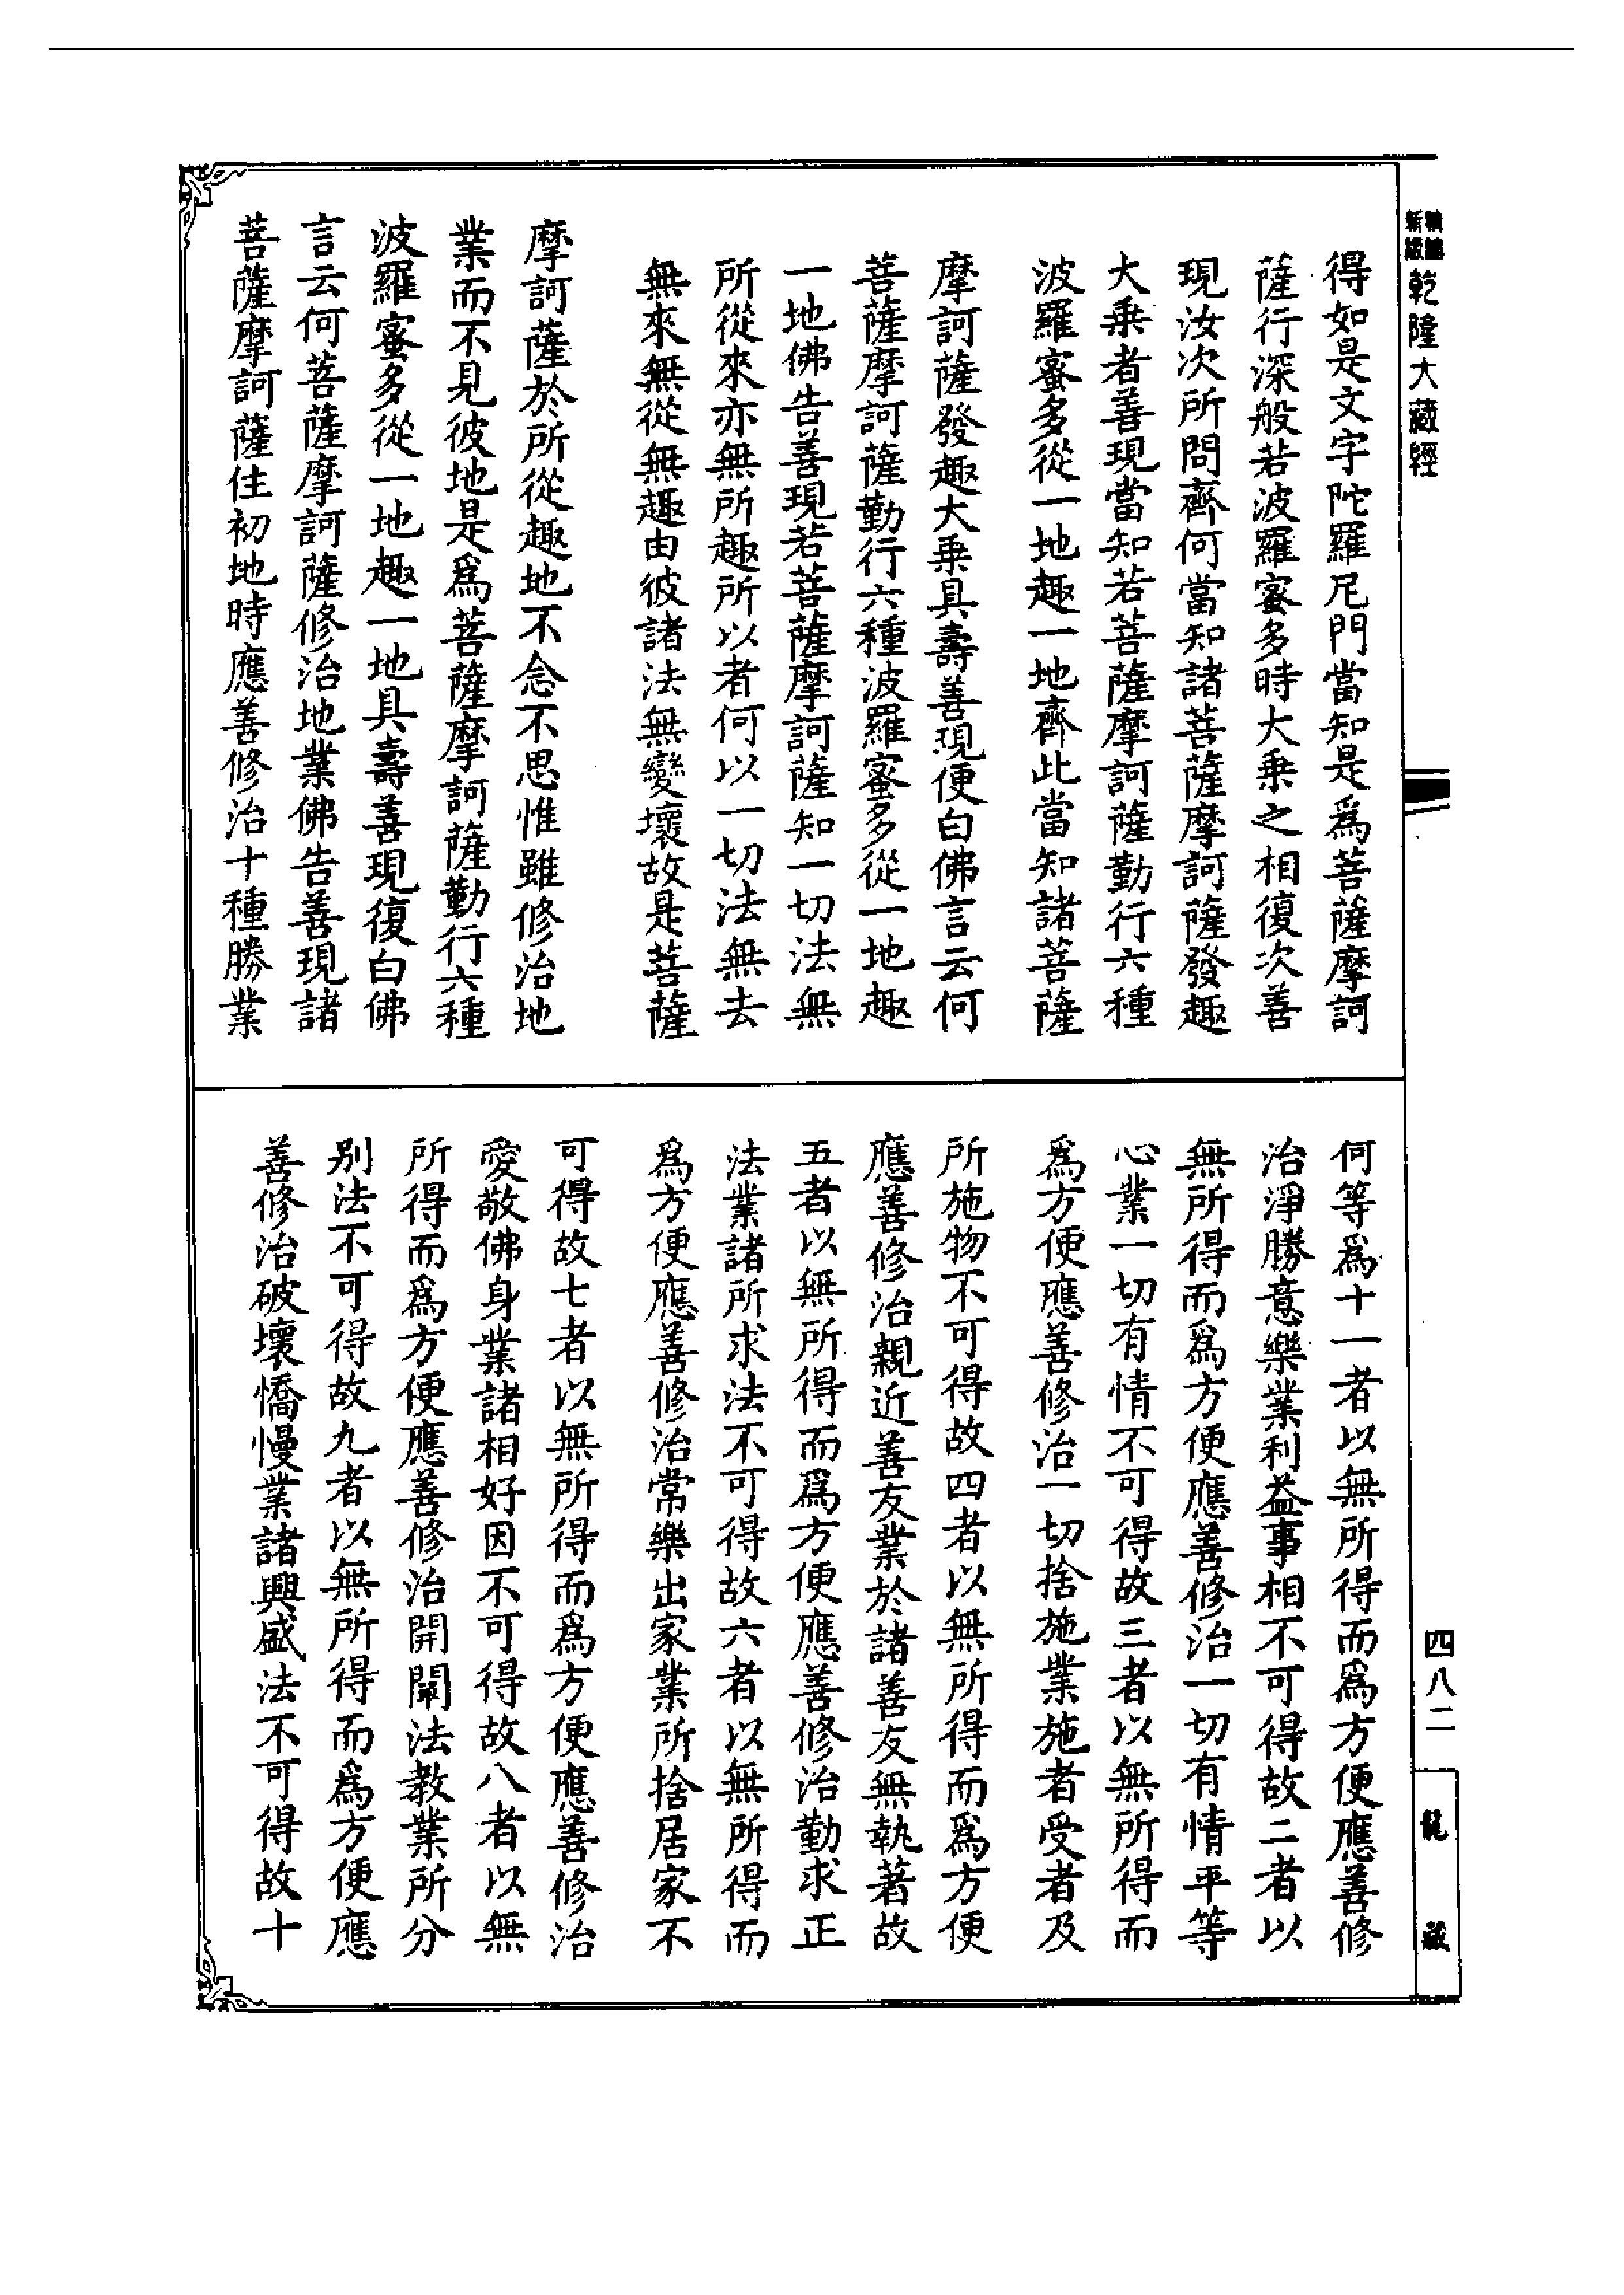 乾隆大藏經
得如是文字陀羅尼門當知是為菩薩摩訶
薩行深般若波羅蜜多時大乘之相復次善
現汝次所問齊何當知諸菩薩摩訶薩發趣
大乘者善現當知若菩薩摩訶薩勤行六種
波羅蜜多從一地趣一地齊此當知諸菩薩
摩訶薩發趣大乘具壽善現便白佛言云何
菩薩摩訶薩勤行六種波羅蜜多從一地趣
一地佛告善現若菩薩摩訶薩知一切法無
所從來亦無所趣所以者何以一切法無去
無來無從無趣由彼諸法無變壞故是菩薩
摩訶薩於所從趣地不念不思惟雖修治地
業而不見彼地是為菩薩摩訶薩勤行六種
波羅蜜多從一地趣一地具壽善現復白佛
言云何菩薩摩訶薩修治地業佛告善現諸
菩薩摩訶薩住初地時應善修治十種勝業
何等為十一者以無所得而為方便應善修
治淨勝意樂業利益事相不可得故二者以
無所得而為方便應善修治一切有情平等
心業一切有情不可得故三者以無所得而
為方便應善修治一切捨施業施者受者及
所施物不可得故四者以無所得而為方便
應善修治親近善友業於諸善友無執著故
五者以無所得而為方便應善修治勤求正
法業諸所求法不可得故六者以無所得而
為方便應善修治常樂出家業所捨居家不
可得故七者以無所得而為方便應善修治
愛敬佛身業諸相好因不可得故八者以無
所得而為方便應善修治開闡法教業所分
別法不可得故九者以無所得而為方便應
善修治破壞憍慢業諸興盛法不可得故十
四八二
龍藏